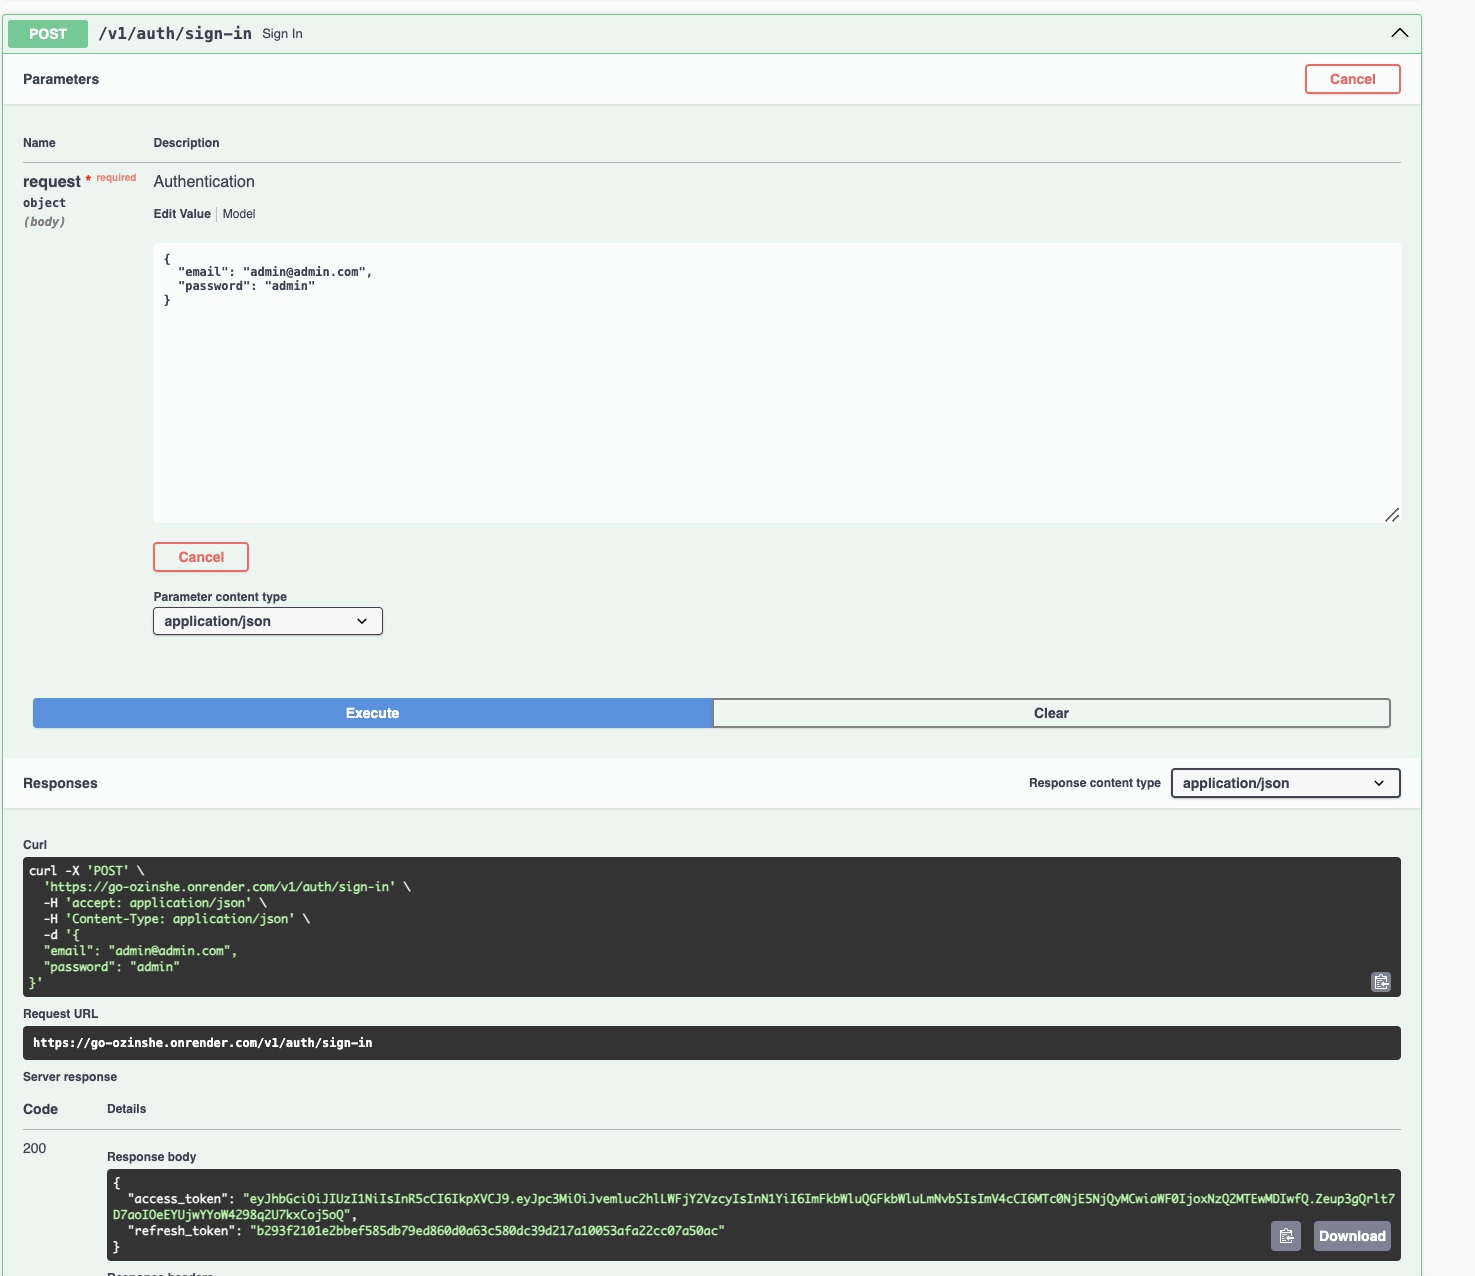 POST /v1/auth/sign-in Sign In
Parameters
Cancel
Name Description
request * required Authentication
object
(body)
Edit Value Model
{
"email": "admin@admin.com",
"password": "admin"
}
Cancel
Parameter content type
application/json
Execute Clear
Responses
Response content type application/json
Curl
curl -X 'POST' \
'https://go-ozinshe.onrender.com/v1/auth/sign-in' \
-H 'accept: application/json' \
-H 'Content-Type: application/json' \
-d '{
"email": "admin@admin.com",
"password": "admin"
}'
Request URL
https://go-ozinshe.onrender.com/v1/auth/sign-in
Server response
Code Details
200
Response body
{
"access_token": "eyJhbGciOiJIUzI1NiIsInR5cCI6IkpXVCJ9.eyJpc3MiOiJvemluc2hlLWFjY2VzcyIsInN1YiI6ImFkbWluQGFkbWluLmNvbSIsImV4cCI6MTc0NjE5NjQyMCwiaWF0IjoxNzQ2MTEwMDIwfQ.Zeup3gQrlt7
D7aoIOeEYUjwYYoW4298q2U7kxCoj5oQ",
"refresh_token": "b293f2101e2bbef585db79ed860d0a63c580dc39d217a10053afa22cc07a50ac"
}
Download